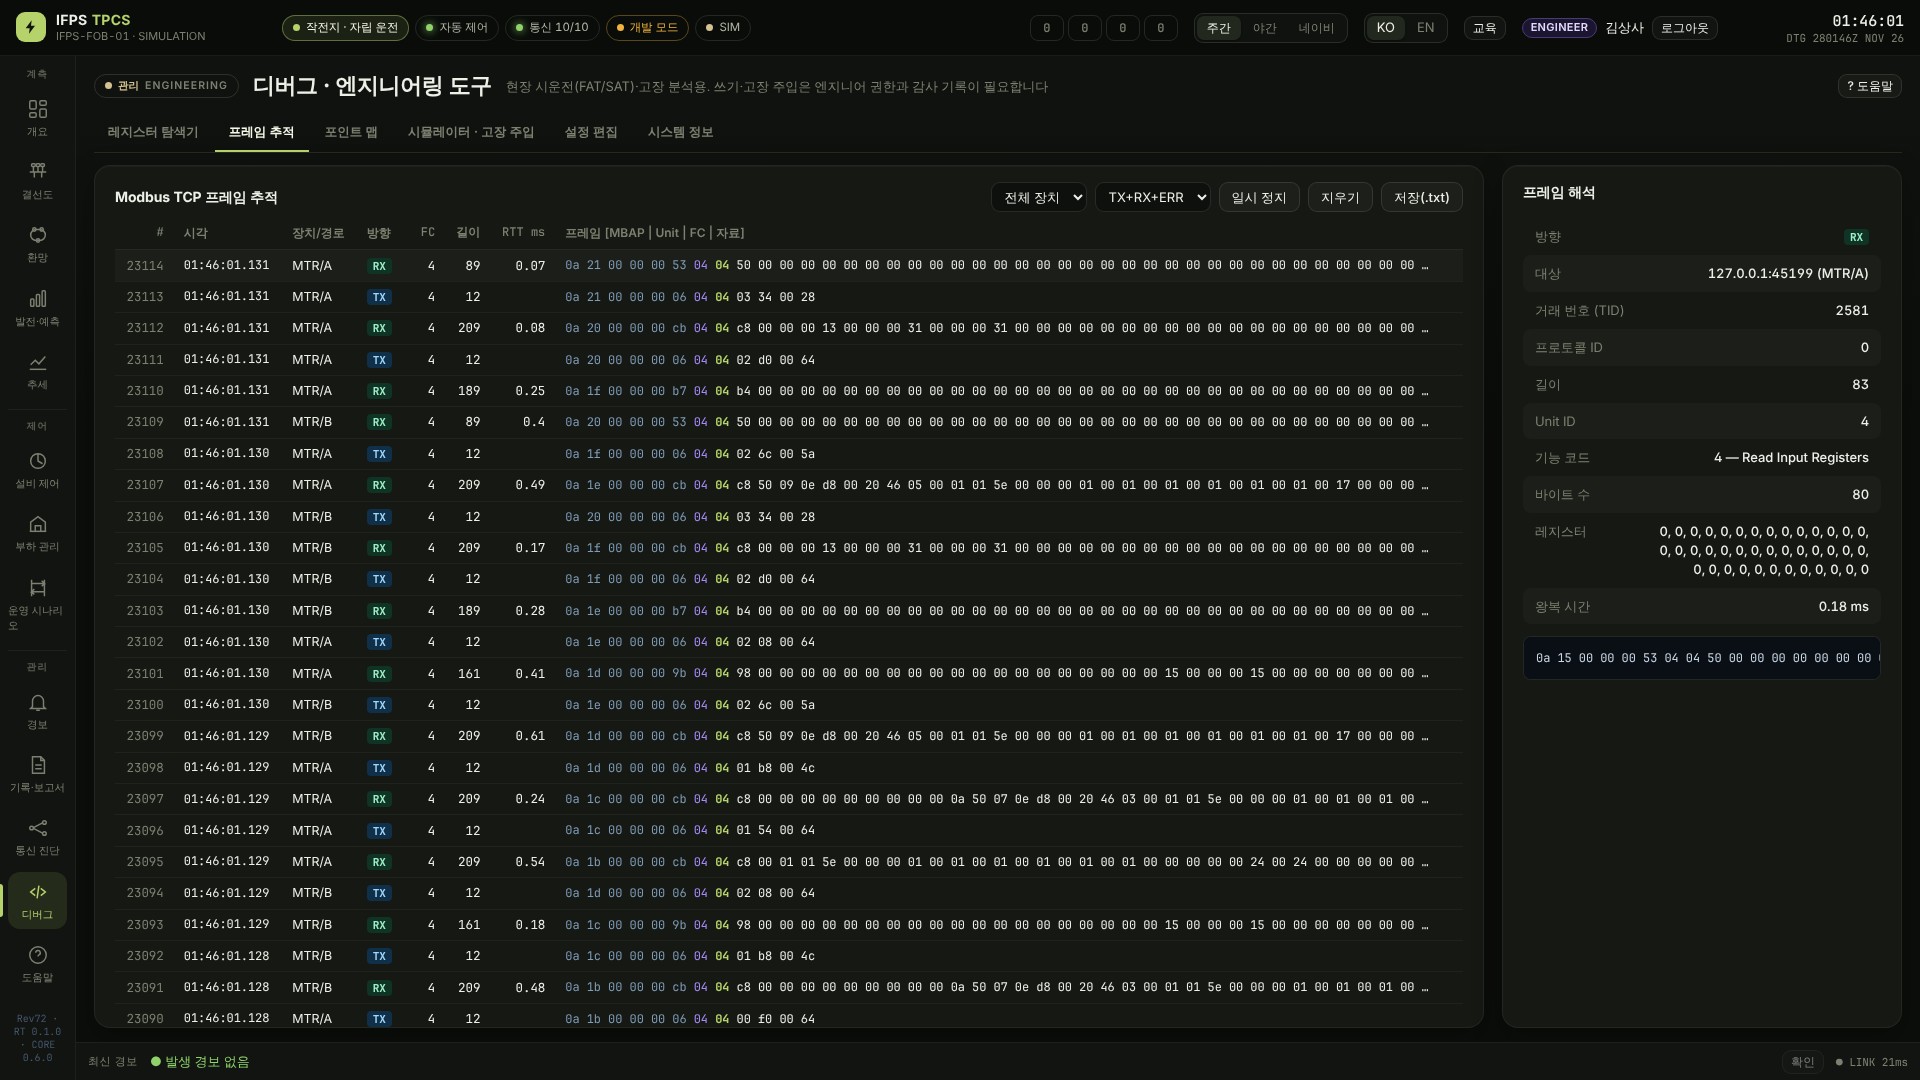 IFPS TPCS
IFPS-FOB-01 · SIMULATION
작전지 · 자립 운전
자동 제어
통신 10/10
개발 모드
SIM
0 0 0 0
주간 야간 네이비
KO EN
교육
ENGINEER 김상사 로그아웃
01:46:01
DTG 280146Z NOV 26
계측
개요
결선도
환망
발전·예측
추세
제어
설비 제어
부하 관리
운영 시나리
오
관리
경보
기록·보고서
통신 진단
디버그
도움말
Rev72 ·
RT 0.1.0
· CORE
0.6.0
관리 ENGINEERING
디버그 · 엔지니어링 도구
현장 시운전(FAT/SAT)·고장 분석용. 쓰기·고장 주입은 엔지니어 권한과 감사 기록이 필요합니다
? 도움말
레지스터 탐색기 프레임 추적 포인트 맵 시뮬레이터 · 고장 주입 설정 편집 시스템 정보
Modbus TCP 프레임 추적
전체 장치 TX+RX+ERR 일시 정지 지우기 저장(.txt)
# 시각 장치/경로 방향 FC 길이 RTT ms 프레임 [MBAP | Unit | FC | 자료]
23114 01:46:01.131 MTR/A RX 4 89 0.07 0a 21 00 00 00 53 04 04 50 00 00 00 00 00 00 00 00 00 00 00 00 00 00 00 00 00 00 00 00 00 00 00 00 00 00 00 00 00 00 00 …
23113 01:46:01.131 MTR/A TX 4 12 0a 21 00 00 00 06 04 04 03 34 00 28
23112 01:46:01.131 MTR/A RX 4 209 0.08 0a 20 00 00 00 cb 04 04 c8 00 00 00 13 00 00 00 31 00 00 00 31 00 00 00 00 00 00 00 00 00 00 00 00 00 00 00 00 00 00 00 …
23111 01:46:01.131 MTR/A TX 4 12 0a 20 00 00 00 06 04 04 02 d0 00 64
23110 01:46:01.131 MTR/A RX 4 189 0.25 0a 1f 00 00 00 b7 04 04 b4 00 00 00 00 00 00 00 00 00 00 00 00 00 00 00 00 00 00 00 00 00 00 00 00 00 00 00 00 00 00 00 …
23109 01:46:01.131 MTR/B RX 4 89 0.4 0a 20 00 00 00 53 04 04 50 00 00 00 00 00 00 00 00 00 00 00 00 00 00 00 00 00 00 00 00 00 00 00 00 00 00 00 00 00 00 00 …
23108 01:46:01.130 MTR/A TX 4 12 0a 1f 00 00 00 06 04 04 02 6c 00 5a
23107 01:46:01.130 MTR/A RX 4 209 0.49 0a 1e 00 00 00 cb 04 04 c8 50 09 0e d8 00 20 46 05 00 01 01 5e 00 00 00 01 00 01 00 01 00 01 00 01 00 01 00 17 00 00 00 …
23106 01:46:01.130 MTR/B TX 4 12 0a 20 00 00 00 06 04 04 03 34 00 28
23105 01:46:01.130 MTR/B RX 4 209 0.17 0a 1f 00 00 00 cb 04 04 c8 00 00 00 13 00 00 00 31 00 00 00 31 00 00 00 00 00 00 00 00 00 00 00 00 00 00 00 00 00 00 00 …
23104 01:46:01.130 MTR/B TX 4 12 0a 1f 00 00 00 06 04 04 02 d0 00 64
23103 01:46:01.130 MTR/B RX 4 189 0.28 0a 1e 00 00 00 b7 04 04 b4 00 00 00 00 00 00 00 00 00 00 00 00 00 00 00 00 00 00 00 00 00 00 00 00 00 00 00 00 00 00 00 …
23102 01:46:01.130 MTR/A TX 4 12 0a 1e 00 00 00 06 04 04 02 08 00 64
23101 01:46:01.130 MTR/A RX 4 161 0.41 0a 1d 00 00 00 9b 04 04 98 00 00 00 00 00 00 00 00 00 00 00 00 00 00 00 00 00 00 00 15 00 00 00 15 00 00 00 00 00 00 00 …
23100 01:46:01.130 MTR/B TX 4 12 0a 1e 00 00 00 06 04 04 02 6c 00 5a
23099 01:46:01.129 MTR/B RX 4 209 0.61 0a 1d 00 00 00 cb 04 04 c8 50 09 0e d8 00 20 46 05 00 01 01 5e 00 00 00 01 00 01 00 01 00 01 00 01 00 01 00 17 00 00 00 …
23098 01:46:01.129 MTR/A TX 4 12 0a 1d 00 00 00 06 04 04 01 b8 00 4c
23097 01:46:01.129 MTR/A RX 4 209 0.24 0a 1c 00 00 00 cb 04 04 c8 00 00 00 00 00 00 00 00 00 0a 50 07 0e d8 00 20 46 03 00 01 01 5e 00 00 00 01 00 01 00 01 00 …
23096 01:46:01.129 MTR/A TX 4 12 0a 1c 00 00 00 06 04 04 01 54 00 64
23095 01:46:01.129 MTR/A RX 4 209 0.54 0a 1b 00 00 00 cb 04 04 c8 00 01 01 5e 00 00 00 01 00 01 00 01 00 01 00 01 00 01 00 00 00 00 00 24 00 24 00 00 00 00 00 …
23094 01:46:01.129 MTR/B TX 4 12 0a 1d 00 00 00 06 04 04 02 08 00 64
23093 01:46:01.129 MTR/B RX 4 161 0.18 0a 1c 00 00 00 9b 04 04 98 00 00 00 00 00 00 00 00 00 00 00 00 00 00 00 00 00 00 00 15 00 00 00 15 00 00 00 00 00 00 00 …
23092 01:46:01.128 MTR/B TX 4 12 0a 1c 00 00 00 06 04 04 01 b8 00 4c
23091 01:46:01.128 MTR/B RX 4 209 0.48 0a 1b 00 00 00 cb 04 04 c8 00 00 00 00 00 00 00 00 00 0a 50 07 0e d8 00 20 46 03 00 01 01 5e 00 00 00 01 00 01 00 01 00 …
23090 01:46:01.128 MTR/A TX 4 12 0a 1b 00 00 00 06 04 04 00 f0 00 64
프레임 해석
방향 RX
대상 127.0.0.1:45199 (MTR/A)
거래 번호 (TID) 2581
프로토콜 ID 0
길이 83
Unit ID 4
기능 코드 4 — Read Input Registers
바이트 수 80
레지스터 0, 0, 0, 0, 0, 0, 0, 0, 0, 0, 0, 0, 0, 0,
0, 0, 0, 0, 0, 0, 0, 0, 0, 0, 0, 0, 0, 0,
0, 0, 0, 0, 0, 0, 0, 0, 0, 0, 0, 0
왕복 시간 0.18 ms
0a 15 00 00 00 53 04 04 50 00 00 00 00 00 00 00
최신 경보 발생 경보 없음
확인 LINK 21ms